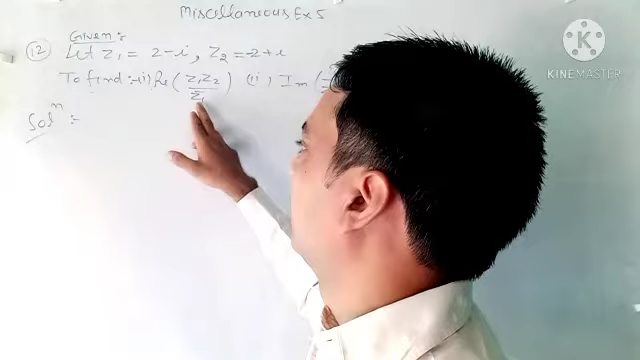 Miscellaneous Ex 5
Given :-
(12) Let Z₁ = 2-i, Z₂ = -2+i
To find :- (i) Re (Z₁Z₂/Z̄₁) (ii) Im (
Solⁿ :-
KINEMASTER